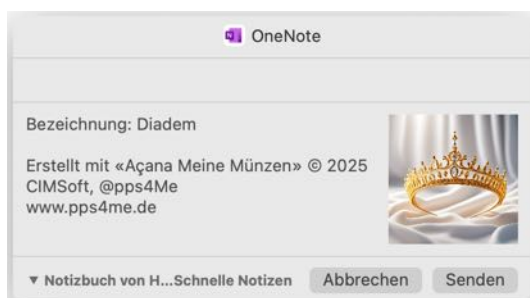 OneNote
Bezeichnung: Diadem
Erstellt mit «Açana Meine Münzen» © 2025
CIMSoft, @pps4Me
www.pps4me.de
▼ Notizbuch von H...Schnelle Notizen
Abbrechen
Senden